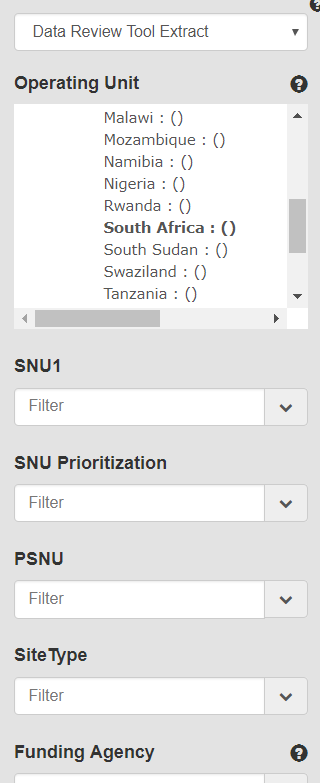 Data Review Tool Extract
Operating Unit
Malawi : ()
Mozambique : ()
Namibia : ()
Nigeria : ()
Rwanda : ()
South Africa : ()
South Sudan : ()
Swaziland : ()
Tanzania : ()
SNU1
Filter
SNU Prioritization
Filter
PSNU
Filter
SiteType
Filter
Funding Agency